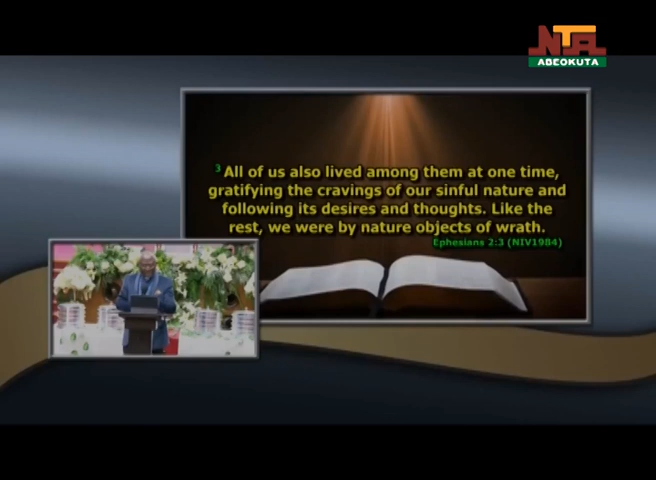 NTA
ABEOKUTA
3 All of us also lived among them at one time,
gratifying the cravings of our sinful nature and
following its desires and thoughts. Like the
rest, we were by nature objects of wrath.
Ephesians 2:3 (NIV1984)